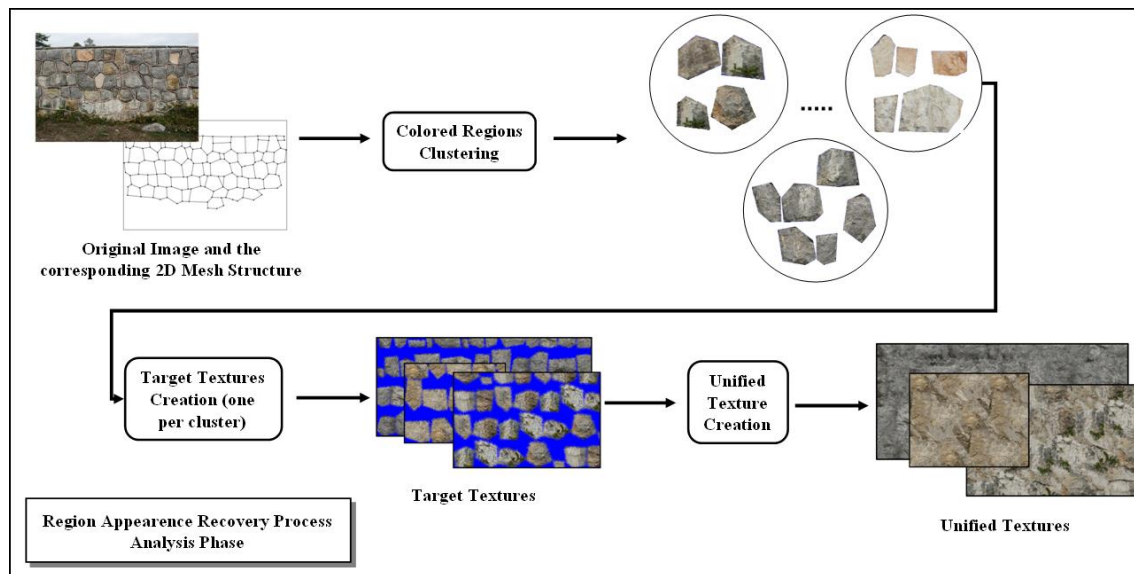 Colored Regions
Clustering
.....
Original Image and the
corresponding 2D Mesh Structure
Target Textures
Creation (one
per cluster)
Unified
Texture
Creation
Target Textures
Unified Textures
Region Appearence Recovery Process
Analysis Phase